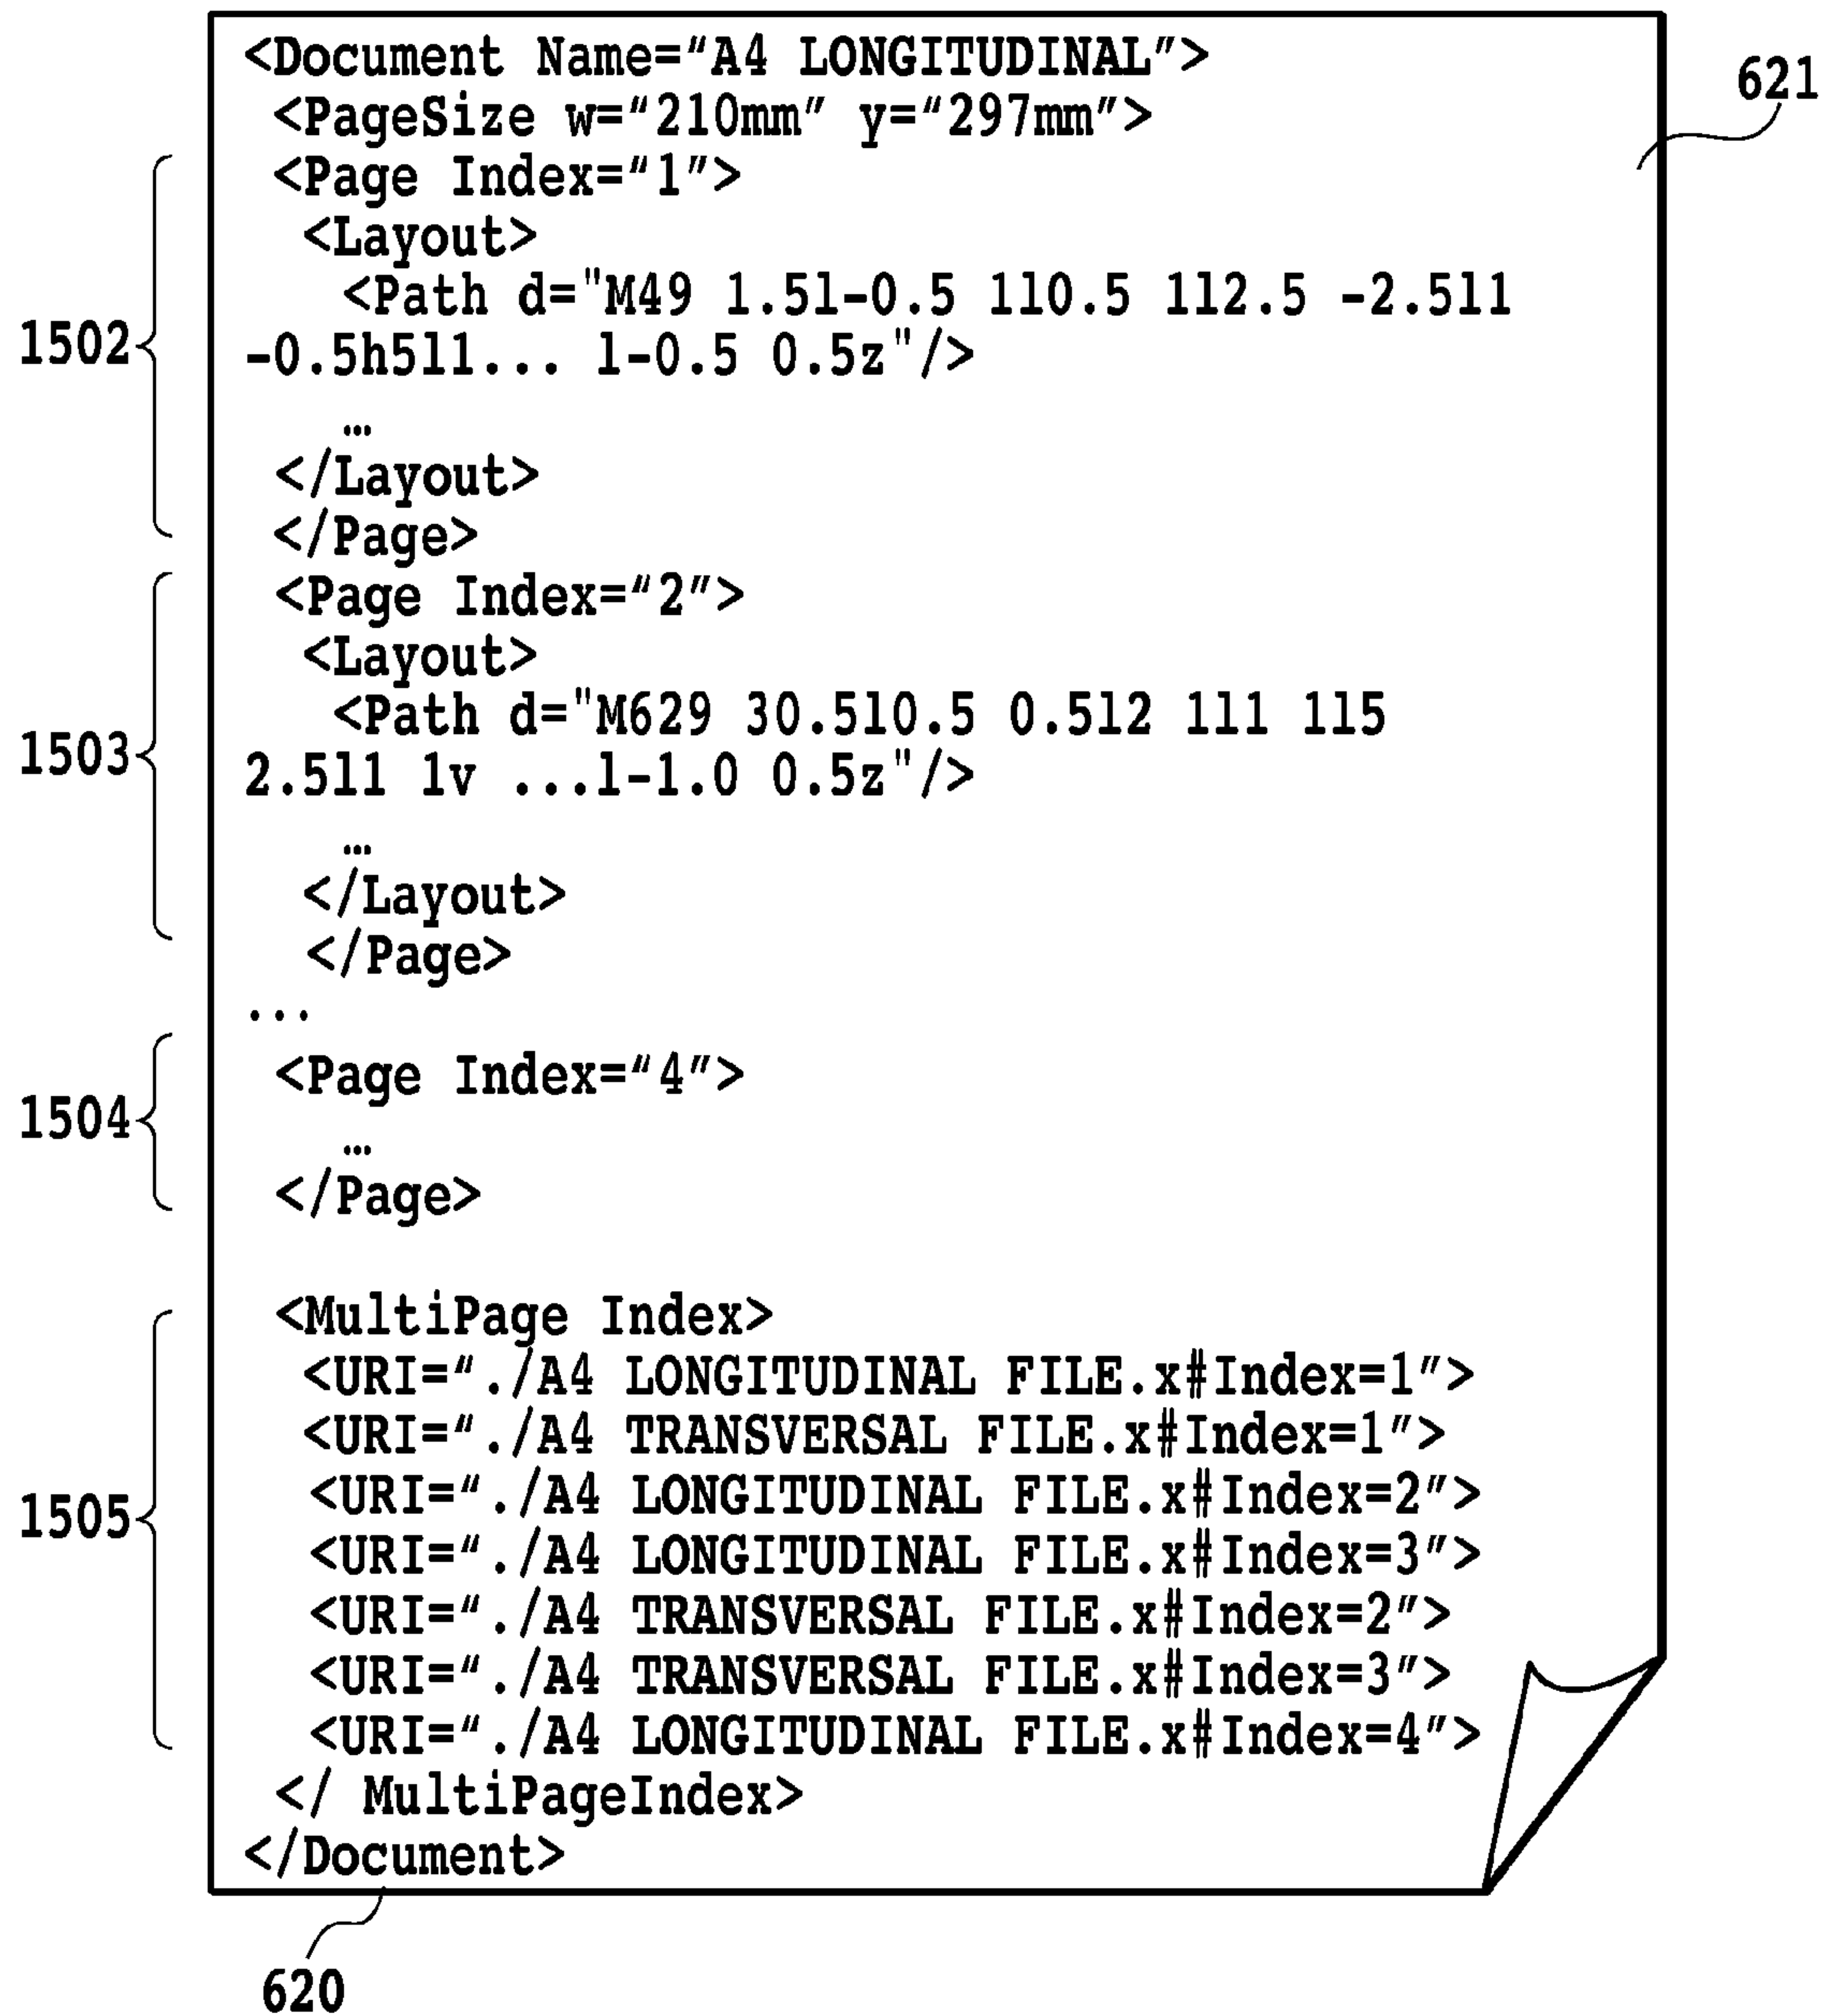 <Document Name=“A4 LONGITUDINAL”>
621
<PageSize w=“210mm” y=“297mm”>
<Page Index=“1”>
<Layout>
<Path d="M49 1.5l-0.5 1l0.5 1l2.5 -2.5l1
1502
-0.5h5l1... l-0.5 0.5z"/>
...
</Layout>
</Page>
<Page Index=“2”>
<Layout>
<Path d="M629 30.5l0.5 0.5l2 1l1 1l5
1503
2.5l1 1v ...l-1.0 0.5z"/>
...
</Layout>
</Page>
...
<Page Index=“4”>
1504
...
</Page>
<MultiPage Index>
<URI=“./A4 LONGITUDINAL FILE.x#Index=1”>
<URI=“./A4 TRANSVERSAL FILE.x#Index=1”>
<URI=“./A4 LONGITUDINAL FILE.x#Index=2”>
1505
<URI=“./A4 LONGITUDINAL FILE.x#Index=3”>
<URI=“./A4 TRANSVERSAL FILE.x#Index=2”>
<URI=“./A4 TRANSVERSAL FILE.x#Index=3”>
<URI=“./A4 LONGITUDINAL FILE.x#Index=4”>
</ MultiPageIndex>
</Document>
620